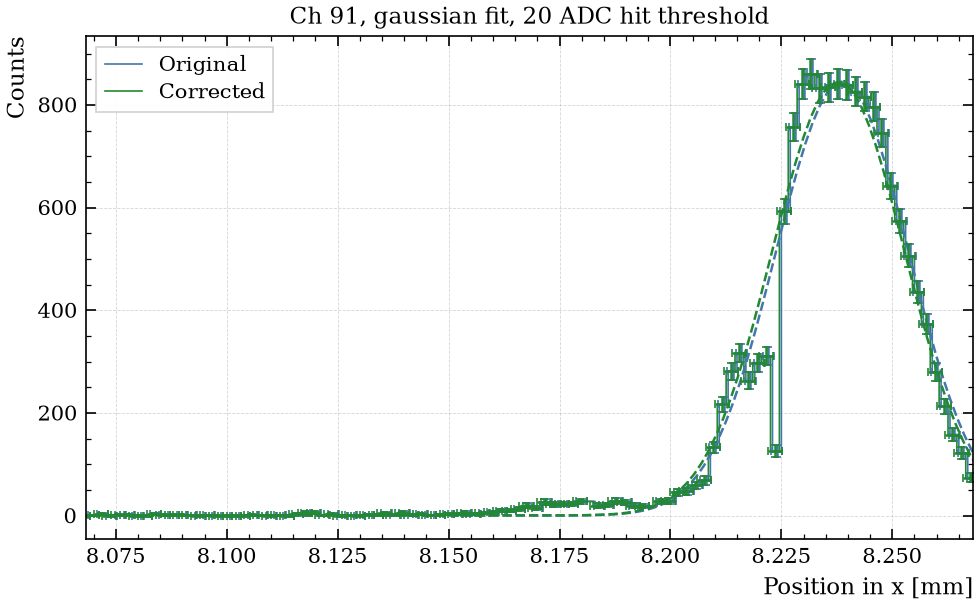 Ch 91, gaussian fit, 20 ADC hit threshold
Counts
Original
Corrected
800
600
400
200
0
8.075 8.100 8.125 8.150 8.175 8.200 8.225 8.250
Position in x [mm]